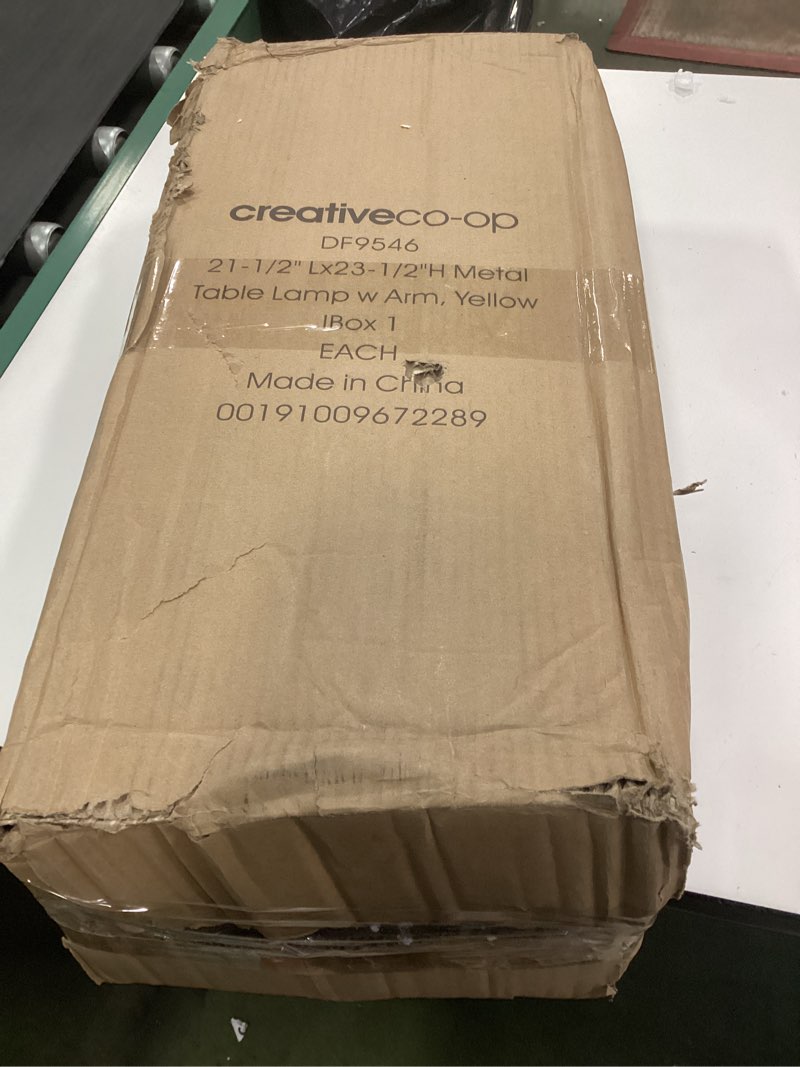 creativeco-op
DF9546
21-1/2" Lx23-1/2"H Metal
Table Lamp w Arm, Yellow
IBox 1
EACH
Made in China
00191009672289